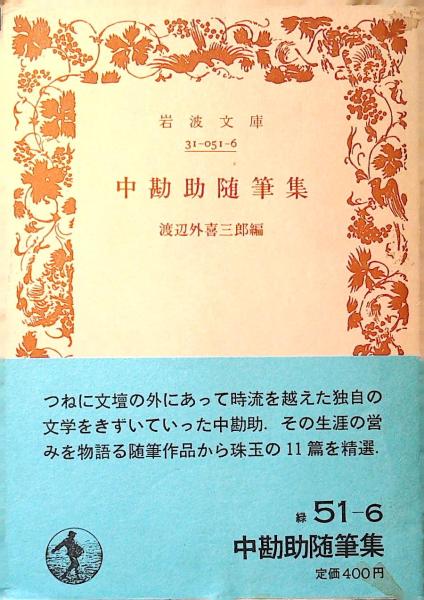 岩波文庫
31-051-6
中勘助随筆集
渡辺外喜三郎編
つねに文壇の外にあって時流を越えた独自の
文学をきずいていった中勘助．その生涯の営
みを物語る随筆作品から珠玉の11篇を精選．
緑 51-6
中勘助随筆集
定価400円